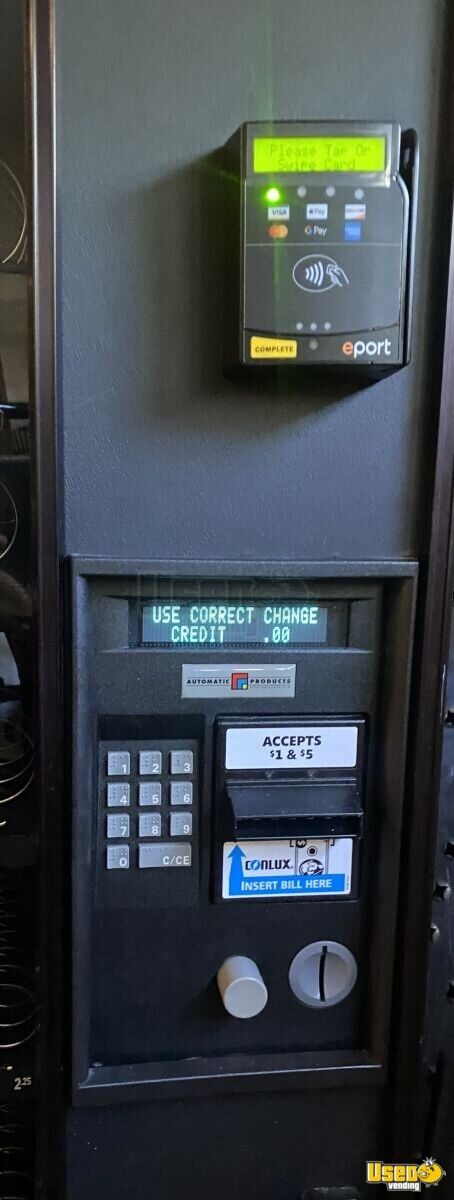 Please Tap Or
Swipe Card
VISA Apple Pay
G Pay
COMPLETE eport
USE CORRECT CHANGE
CREDIT .00
AUTOMATIC PRODUCTS
ACCEPTS
$1 & $5
1 2 3
4 5 6
7 8 9
0 C/CE
CONLUX
INSERT BILL HERE
2.25
Used
vending